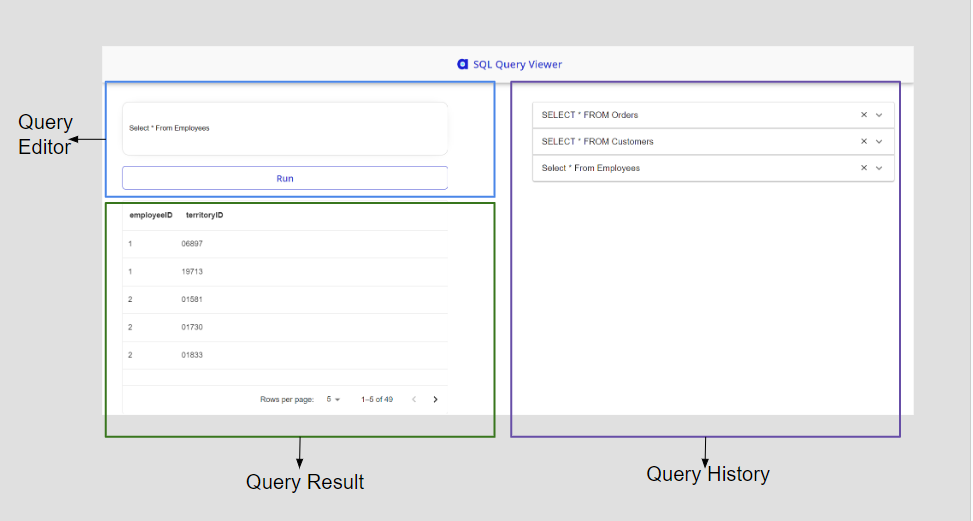 SQL Query Viewer
Query
Editor
Select * From Employees
Run
employeeID territoryID
1 06897
1 19713
2 01581
2 01730
2 01833
Rows per page: 5 1–5 of 49
SELECT * FROM Orders
SELECT * FROM Customers
Select * From Employees
Query Result
Query History